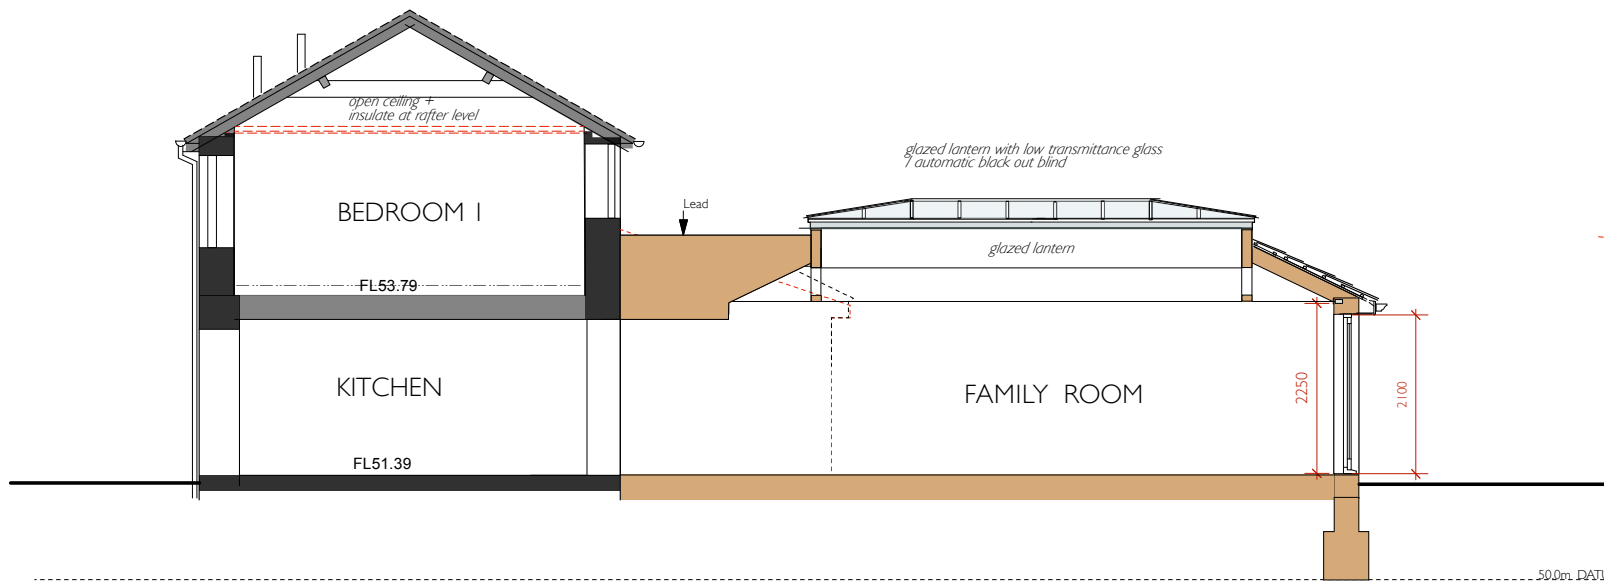 open ceiling +
insulate at rafter level
glazed lantern with low transmittance glass
/ automatic black out blind
BEDROOM 1
Lead
glazed lantern
FL53.79
KITCHEN
FAMILY ROOM
2250
2100
FL51.39
50.0m DATU